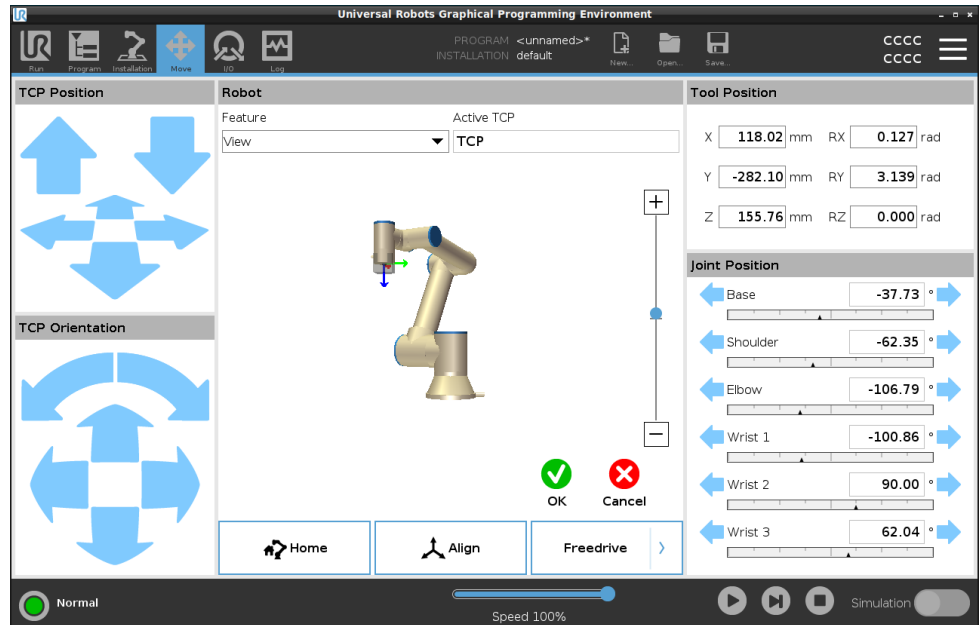 Universal Robots Graphical Programming Environment
UR
Run
Program
Installation
Move
I/O
Log
PROGRAM <unnamed>*
INSTALLATION default
New...
Open...
Save...
CCCC
CCCC
TCP Position
TCP Orientation
Robot
Feature
Active TCP
View
TCP
+
−
OK
Cancel
Home
Align
Freedrive
Tool Position
X 118.02 mm RX 0.127 rad
Y -282.10 mm RY 3.139 rad
Z 155.76 mm RZ 0.000 rad
Joint Position
Base -37.73 °
Shoulder -62.35 °
Elbow -106.79 °
Wrist 1 -100.86 °
Wrist 2 90.00 °
Wrist 3 62.04 °
Normal
Speed 100%
Simulation